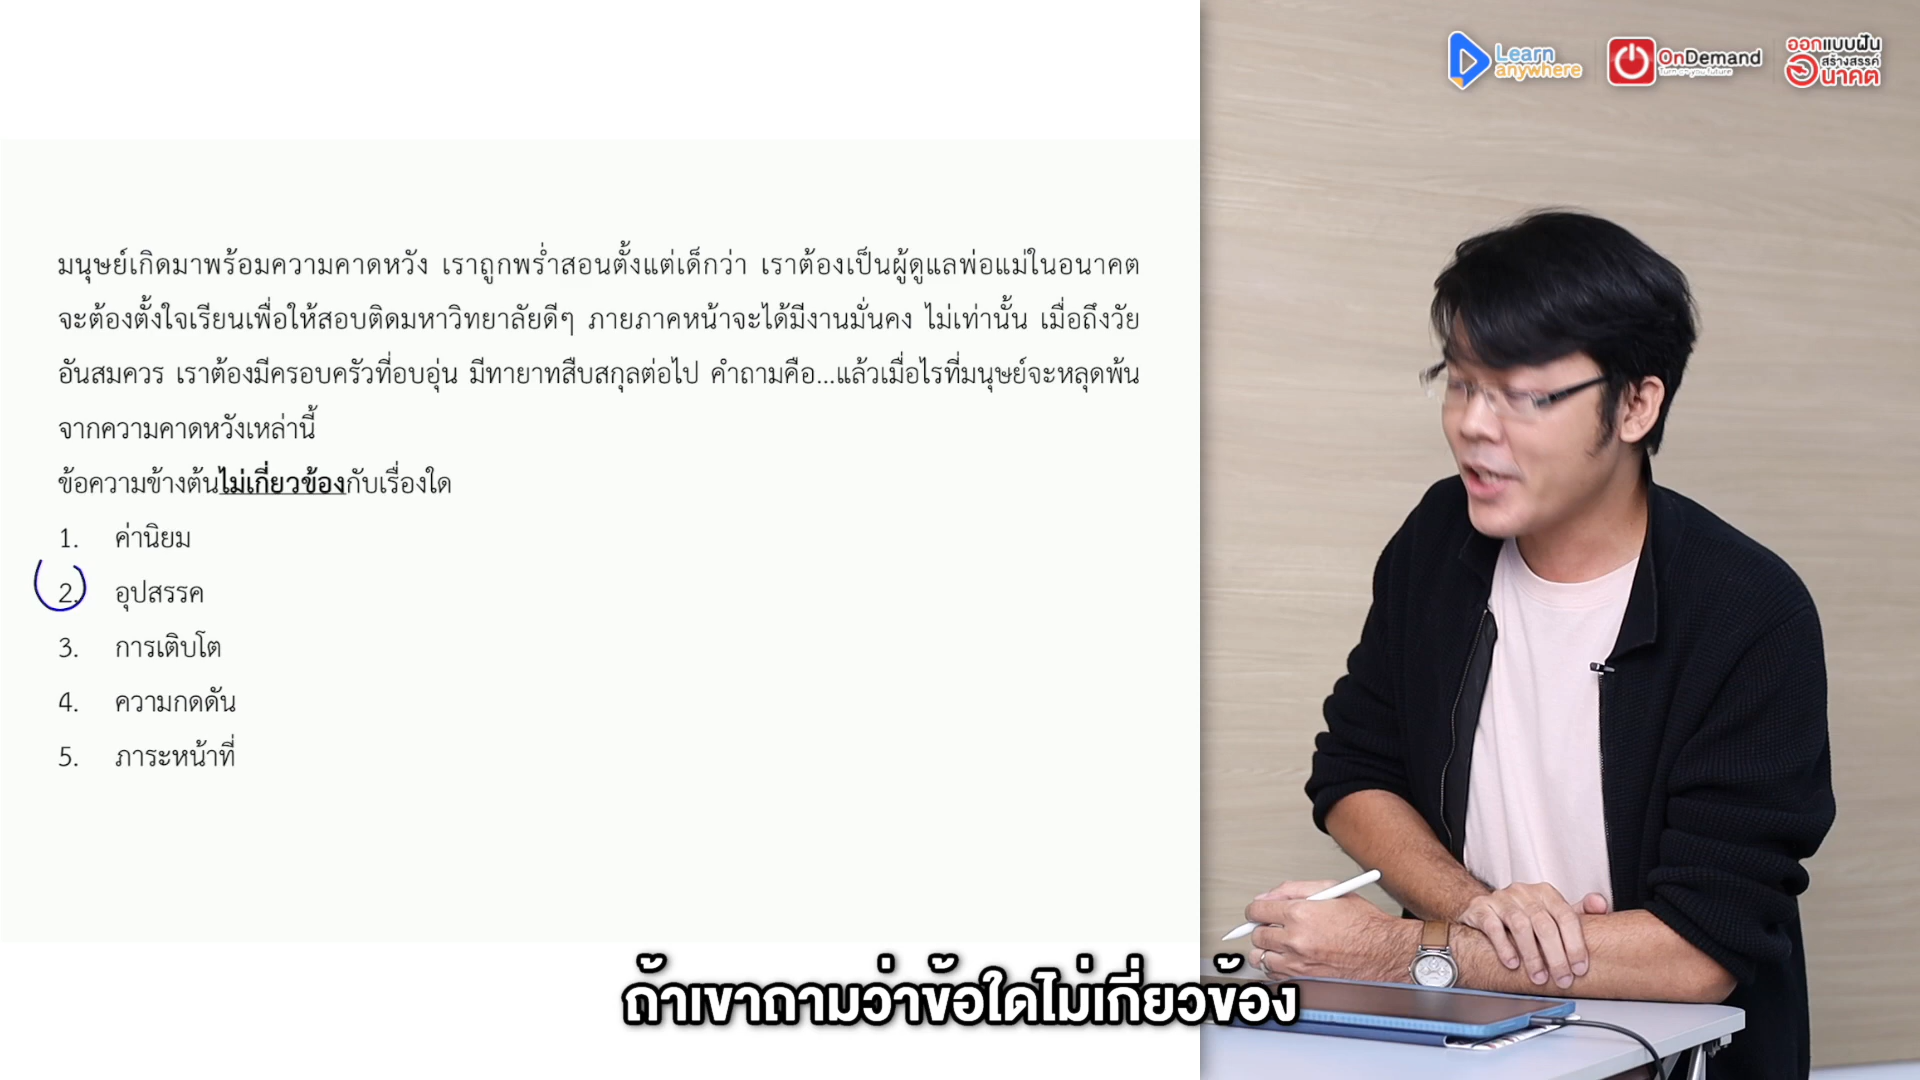 Learn
anywhere
OnDemand
ออกแบบฝัน
สร้างสรรค์
อนาคต
มนุษย์เกิดมาพร้อมความคาดหวัง เราถูกพร่ำสอนตั้งแต่เด็กว่า เราต้องเป็นผู้ดูแลพ่อแม่ในอนาคต
จะต้องตั้งใจเรียนเพื่อให้สอบติดมหาวิทยาลัยดีๆ ภายภาคหน้าจะได้มีงานมั่นคง ไม่เท่านั้น เมื่อถึงวัย
อันสมควร เราต้องมีครอบครัวที่อบอุ่น มีทายาทสืบสกุลต่อไป คำถามคือ...แล้วเมื่อไรที่มนุษย์จะหลุดพ้น
จากความคาดหวังเหล่านี้
ข้อความข้างต้นไม่เกี่ยวข้องกับเรื่องใด
1. ค่านิยม
2. อุปสรรค
3. การเติบโต
4. ความกดดัน
5. ภาระหน้าที่
ถ้าเขาถามว่าข้อใดไม่เกี่ยวข้อง